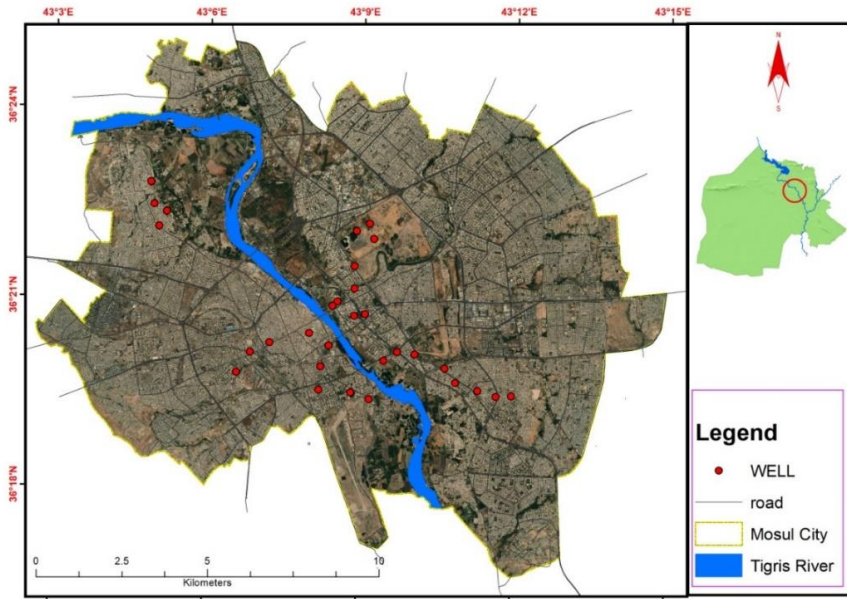 43°3'E 43°6'E 43°9'E 43°12'E 43°15'E
36°24'N
36°21'N
36°18'N
0 2.5 5 10
Kilometers
N
S
Legend
WELL
road
Mosul City
Tigris River